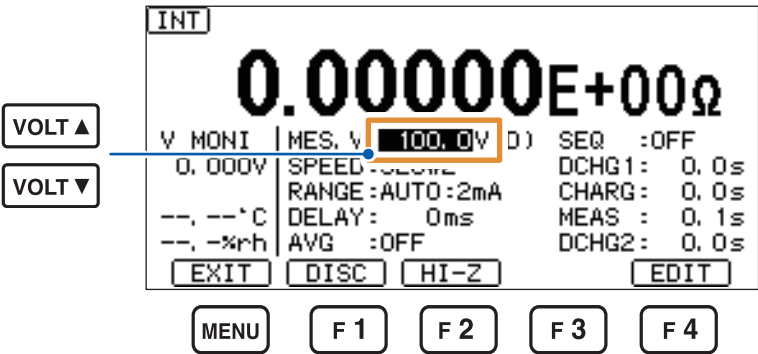 INT
0.00000E+00Ω
VOLT ▲
VOLT ▼
V MONI
0.000V
--.--°C
--.-%rh
MES. V 100.0V
SPEED:
RANGE:AUTO:2mA
DELAY: 0ms
AVG :OFF
SEQ :OFF
DCHG1: 0.0s
CHARG: 0.0s
MEAS : 0.1s
DCHG2: 0.0s
EXIT DISC HI-Z EDIT
MENU F1 F2 F3 F4